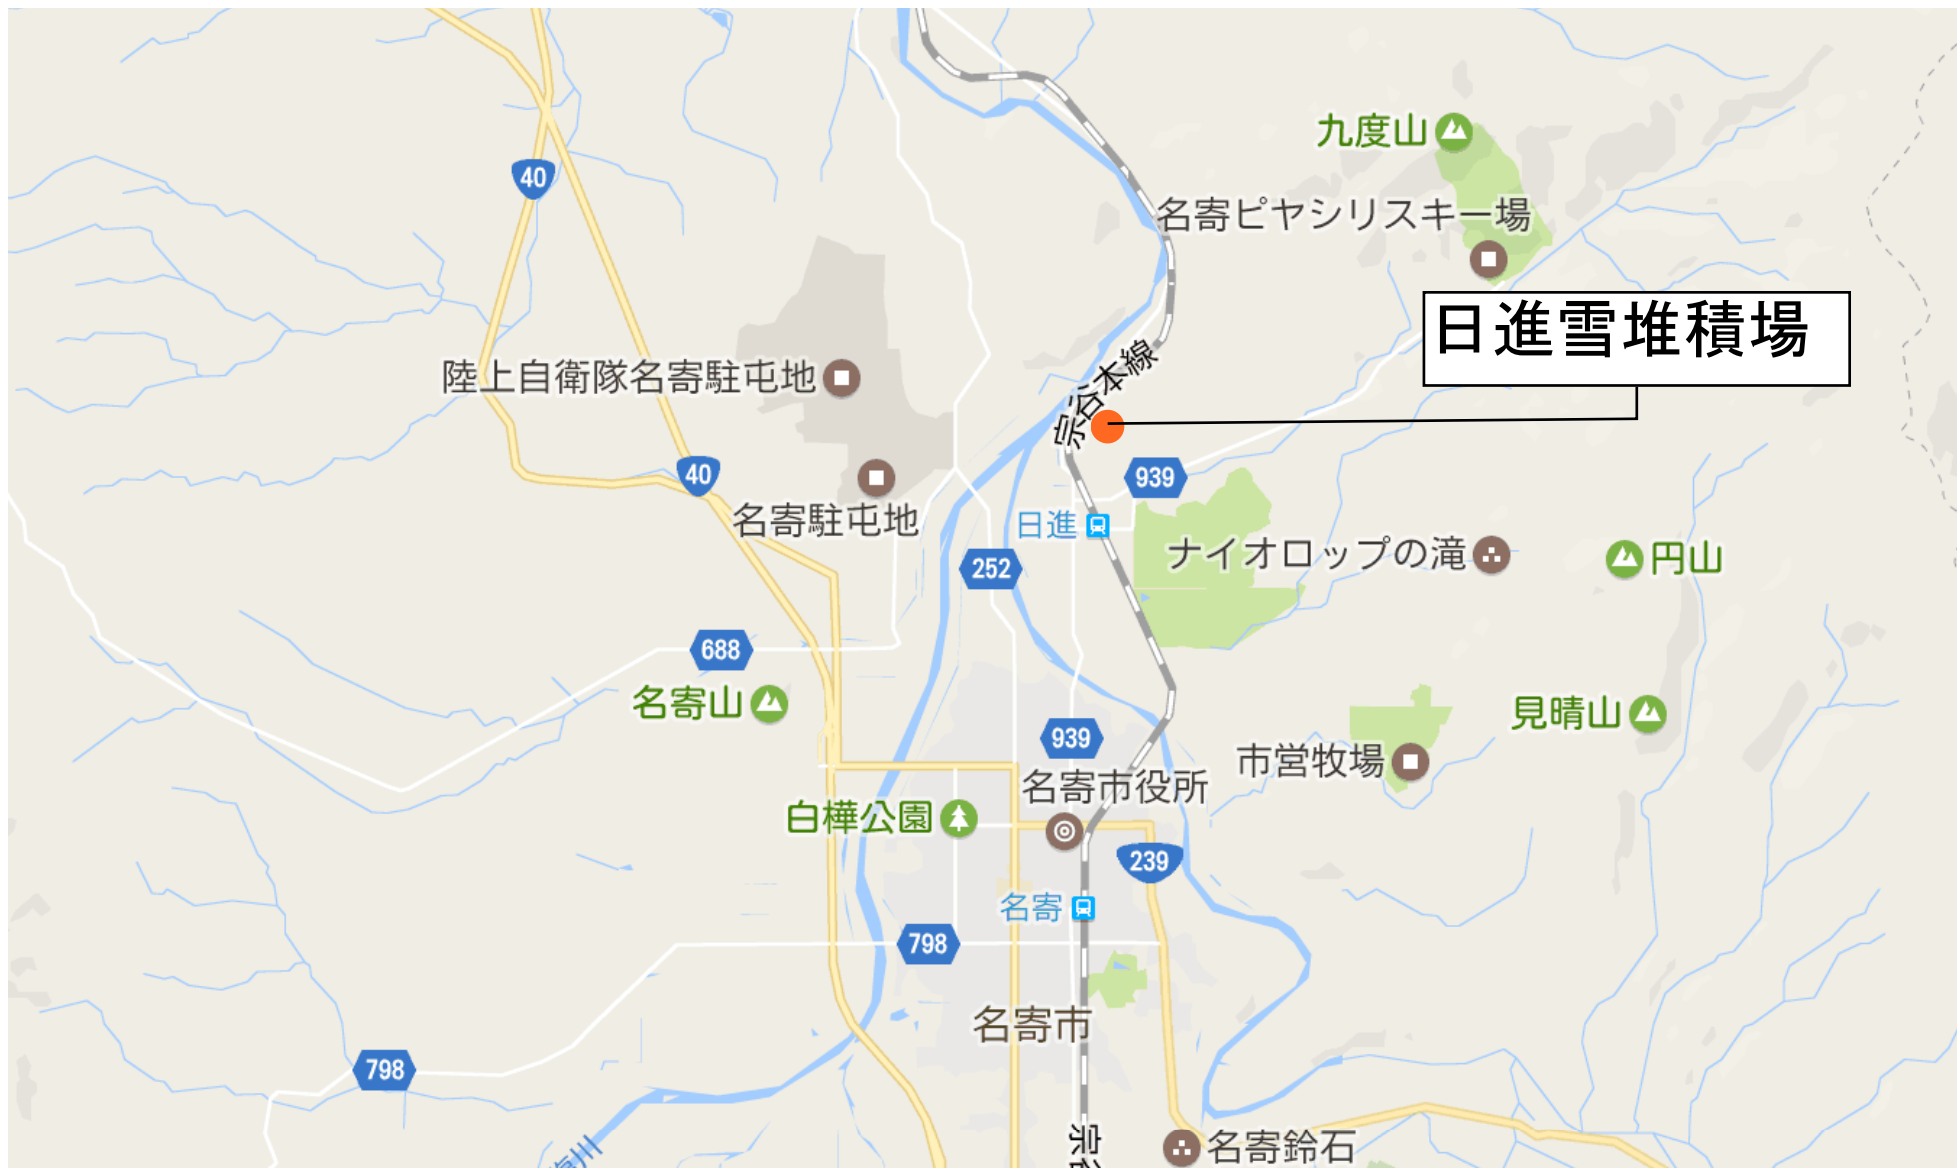 九度山
40
名寄ピヤシリスキー場
日進雪堆積場
宗谷本線
陸上自衛隊名寄駐屯地
40
939
名寄駐屯地
日進
ナイオロップの滝
円山
252
688
名寄山
見晴山
939
市営牧場
名寄市役所
白樺公園
239
名寄
798
名寄市
798
名寄鈴石